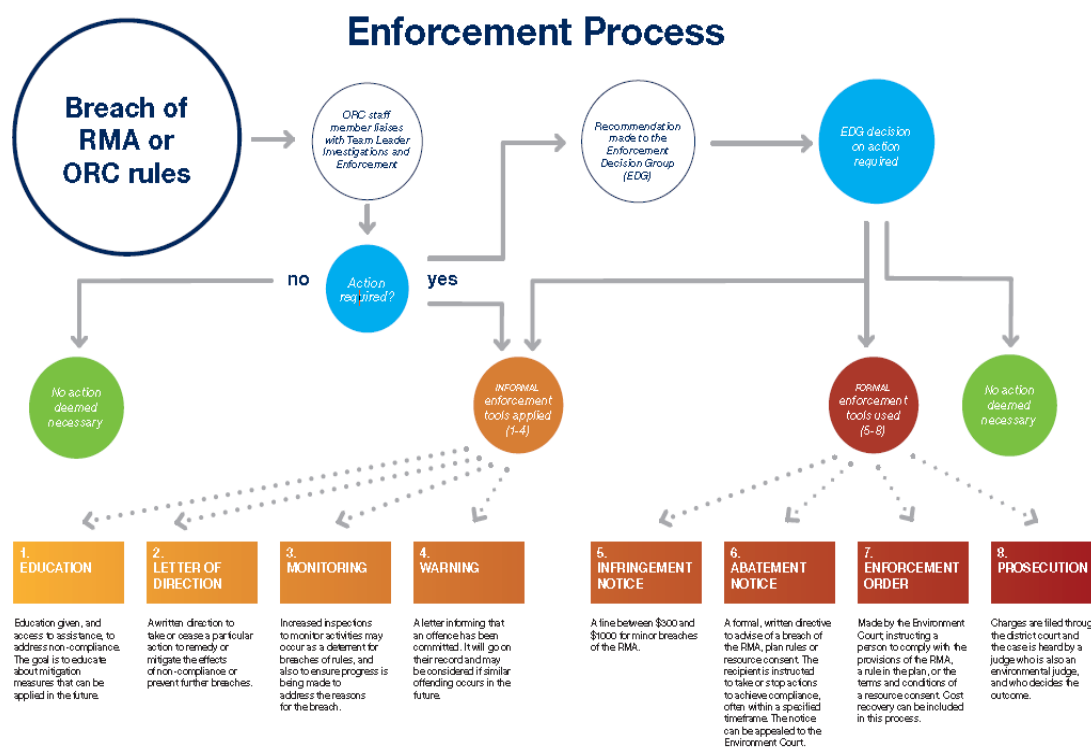 Enforcement Process
Breach of
RMA or
ORC rules
ORC staff
member liaises
with Team Leader
Investigations and
Enforcement
Recommendation
made to the
Enforcement
Decision Group
(EDG)
EDG decision
on action
required
no
Action
required?
yes
No action
deemed
necessary
INFORMAL
enforcement
tools applied
(1-4)
FORMAL
enforcement
tools used
(5-8)
No action
deemed
necessary
1.
EDUCATION
Education given, and
access to assistance, to
address non-compliance.
The goal is to educate
about mitigation
measures that can be
applied in the future.
2.
LETTER OF
DIRECTION
A written direction to
take or cease a particular
action to remedy or
mitigate the effects
of non-compliance or
prevent further breaches.
3.
MONITORING
Increased inspections
to monitor activities may
occur as a deterrent for
breaches of rules, and
also to ensure progress is
being made to
address the reasons
for the breach.
4.
WARNING
A letter informing that
an offence has been
committed. It will go on
their record and may
be considered if similar
offending occurs in the
future.
5.
INFRINGEMENT
NOTICE
A fine between $300 and
$1000 for minor breaches
of the RMA.
6.
ABATEMENT
NOTICE
A formal, written directive
to advise of a breach of
the RMA, plan rules or
resource consent. The
recipient is instructed
to take or stop actions
to achieve compliance,
often within a specified
timeframe. The notice
can be appealed to the
Environment Court.
7.
ENFORCEMENT
ORDER
Made by the Environment
Court; instructing a
person to comply with the
provisions of the RMA,
a rule in the plan, or the
terms and conditions of
a resource consent. Cost
recovery can be included
in this process.
8.
PROSECUTION
Charges are filed throug
the district court and
the case is heard by a
judge who is also an
environmental judge,
and who decides the
outcome.